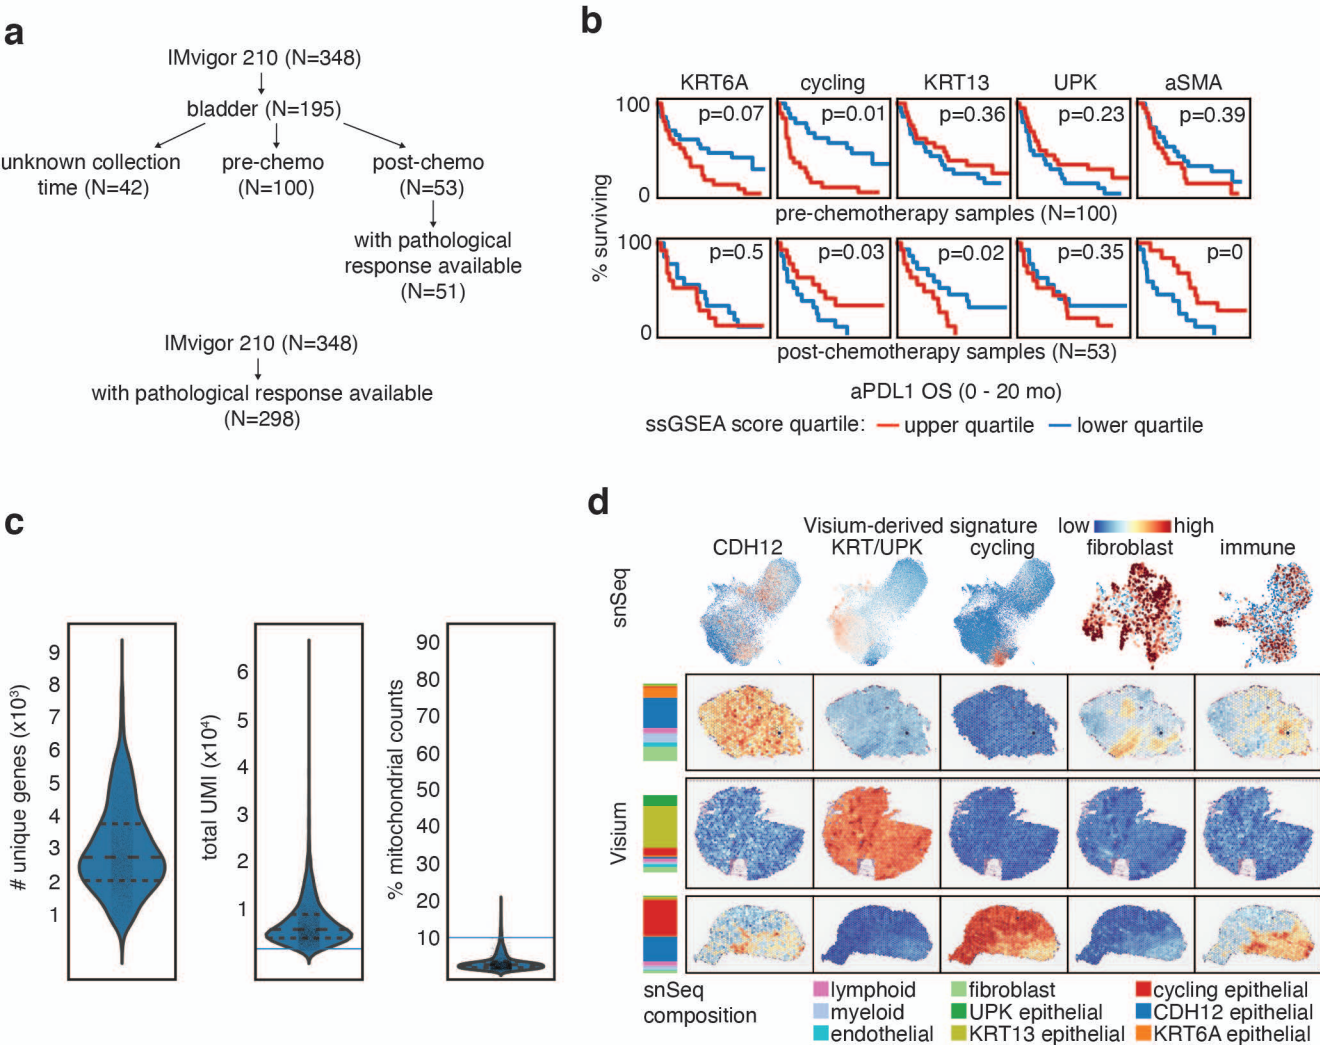 a
IMvigor 210 (N=348)
bladder (N=195)
unknown collection
time (N=42)
pre-chemo
(N=100)
post-chemo
(N=53)
with pathological
response available
(N=51)
IMvigor 210 (N=348)
with pathological response available
(N=298)
b
KRT6A cycling KRT13 UPK aSMA
100
p=0.07 p=0.01 p=0.36 p=0.23 p=0.39
0
pre-chemotherapy samples (N=100)
% surviving
100
p=0.5 p=0.03 p=0.02 p=0.35 p=0
0
post-chemotherapy samples (N=53)
aPDL1 OS (0 - 20 mo)
ssGSEA score quartile: upper quartile lower quartile
c
# unique genes (x10³)
9
8
7
6
5
4
3
2
1
total UMI (x10⁴)
6
5
4
3
2
1
% mitochondrial counts
90
80
70
60
50
40
30
20
10
d
Visium-derived signature low high
CDH12 KRT/UPK cycling fibroblast immune
snSeq
Visium
snSeq
composition
lymphoid
myeloid
endothelial
fibroblast
UPK epithelial
KRT13 epithelial
cycling epithelial
CDH12 epithelial
KRT6A epithelial